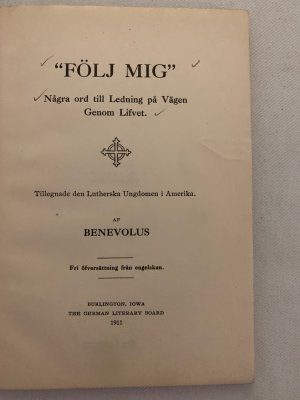 "FÖLJ MIG"
Några ord till Ledning på Vägen
Genom Lifvet.
Tillegnade den Lutherska Ungdomen i Amerika.
AF
BENEVOLUS
Fri öfversättning från engelskan.
BURLINGTON, IOWA
THE GERMAN LITERARY BOARD
1911